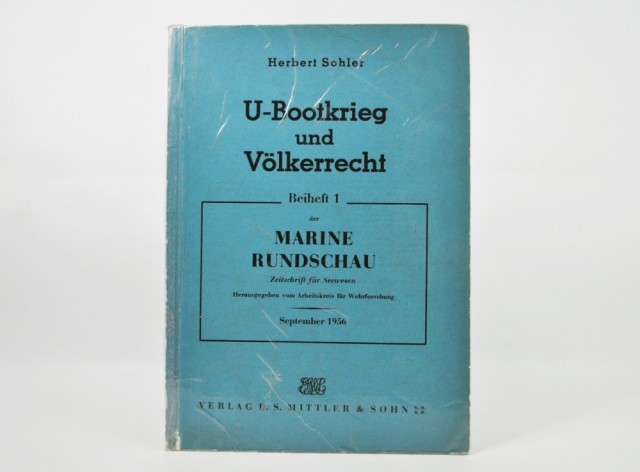 Herbert Sohler
U-Bootkrieg
und
Völkerrecht
Beiheft 1
der
MARINE
RUNDSCHAU
Zeitschrift für Seewesen
Herausgegeben vom Arbeitskreis für Wehrforschung
September 1956
VERLAG E. S. MITTLER & SOHN